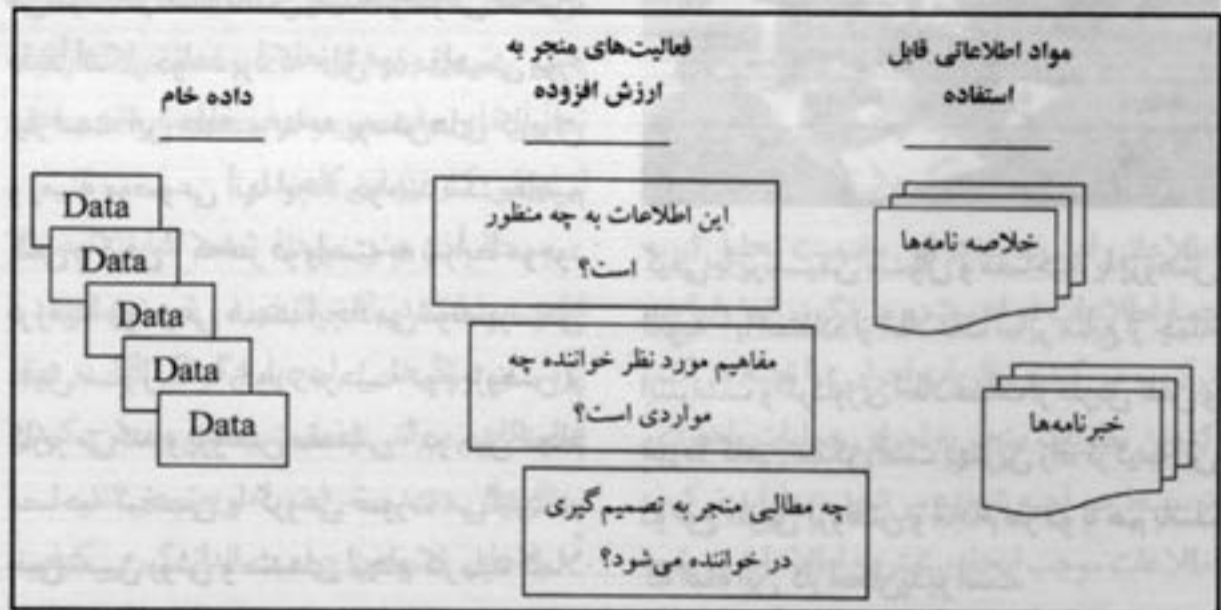 مواد اطلاعاتی قابل
استفاده
فعالیت‌های منجر به
ارزش افزوده
داده خام
خلاصه نامه‌ها
خبرنامه‌ها
این اطلاعات به چه منظور
است؟
مفاهیم مورد نظر خواننده چه
مواردی است؟
چه مطالبی منجر به تصمیم‌گیری
در خواننده می‌شود؟
Data
Data
Data
Data
Data